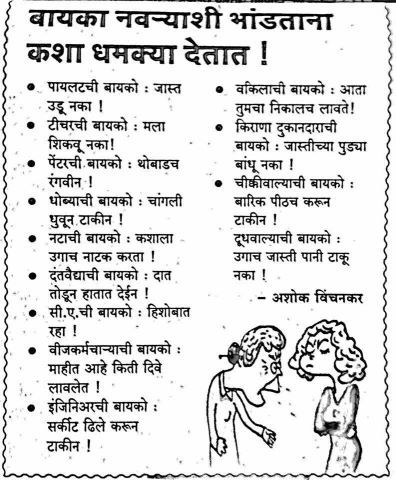 बायका नवऱ्याशी भांडताना
कशा धमक्या देतात !
● पायलटची बायको : जास्त
उडू नका !
● टीचरची बायको : मला
शिकवू नका!
● पेंटरची बायको : थोबाडच
रंगवीन !
● धोब्याची बायको : चांगली
धुवून टाकीन !
● नटाची बायको : कशाला
उगाच नाटक करता !
● दंतवैद्याची बायको : दात
तोडून हातात देईन !
● सी.ए.ची बायको : हिशोबात
रहा !
● वीजकर्मचाऱ्याची बायको :
माहीत आहे किती दिवे
लावलेत !
● इंजिनिअरची बायको :
सर्कीट ढिले करून
टाकीन !
● वकिलाची बायको : आता
तुमचा निकालच लावते!
● किराणा दुकानदाराची
बायको : जास्तीच्या पुड्या
बांधू नका !
● चीक्कीवाल्याची बायको :
बारिक पीठच करून
टाकीन !
दूधवाल्याची बायको :
उगाच जास्ती पानी टाकू
नका !
– अशोक विंचनकर